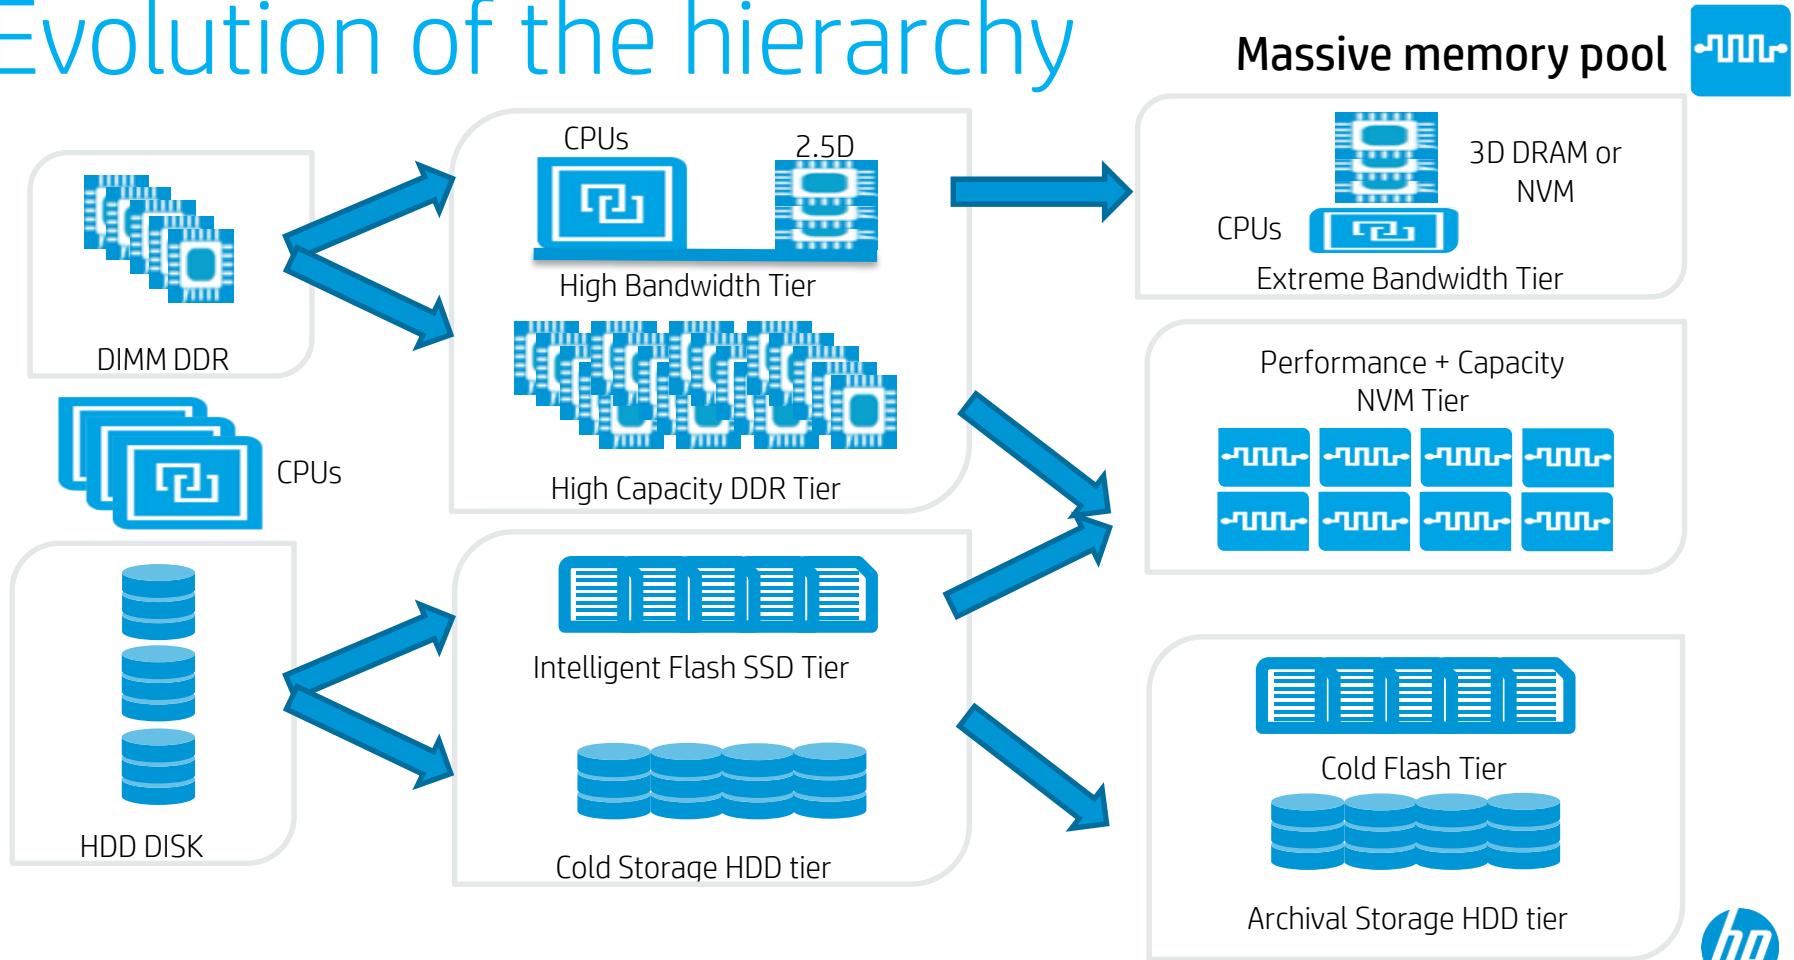 Evolution of the hierarchy
Massive memory pool
DIMM DDR
CPUs
HDD DISK
CPUs
2.5D
High Bandwidth Tier
High Capacity DDR Tier
Intelligent Flash SSD Tier
Cold Storage HDD tier
3D DRAM or
NVM
CPUs
Extreme Bandwidth Tier
Performance + Capacity
NVM Tier
Cold Flash Tier
Archival Storage HDD tier
hp